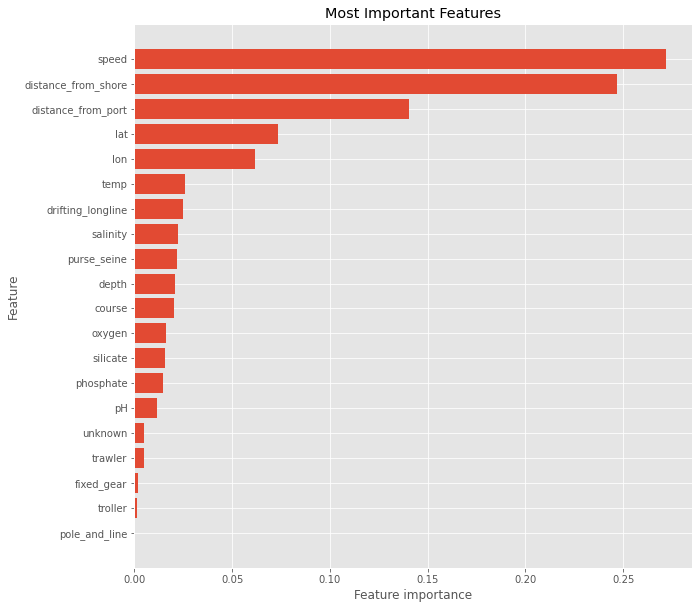 Most Important Features
speed
distance_from_shore
distance_from_port
lat
lon
temp
drifting_longline
salinity
purse_seine
depth
course
oxygen
silicate
phosphate
pH
unknown
trawler
fixed_gear
troller
pole_and_line
Feature
0.00 0.05 0.10 0.15 0.20 0.25
Feature importance